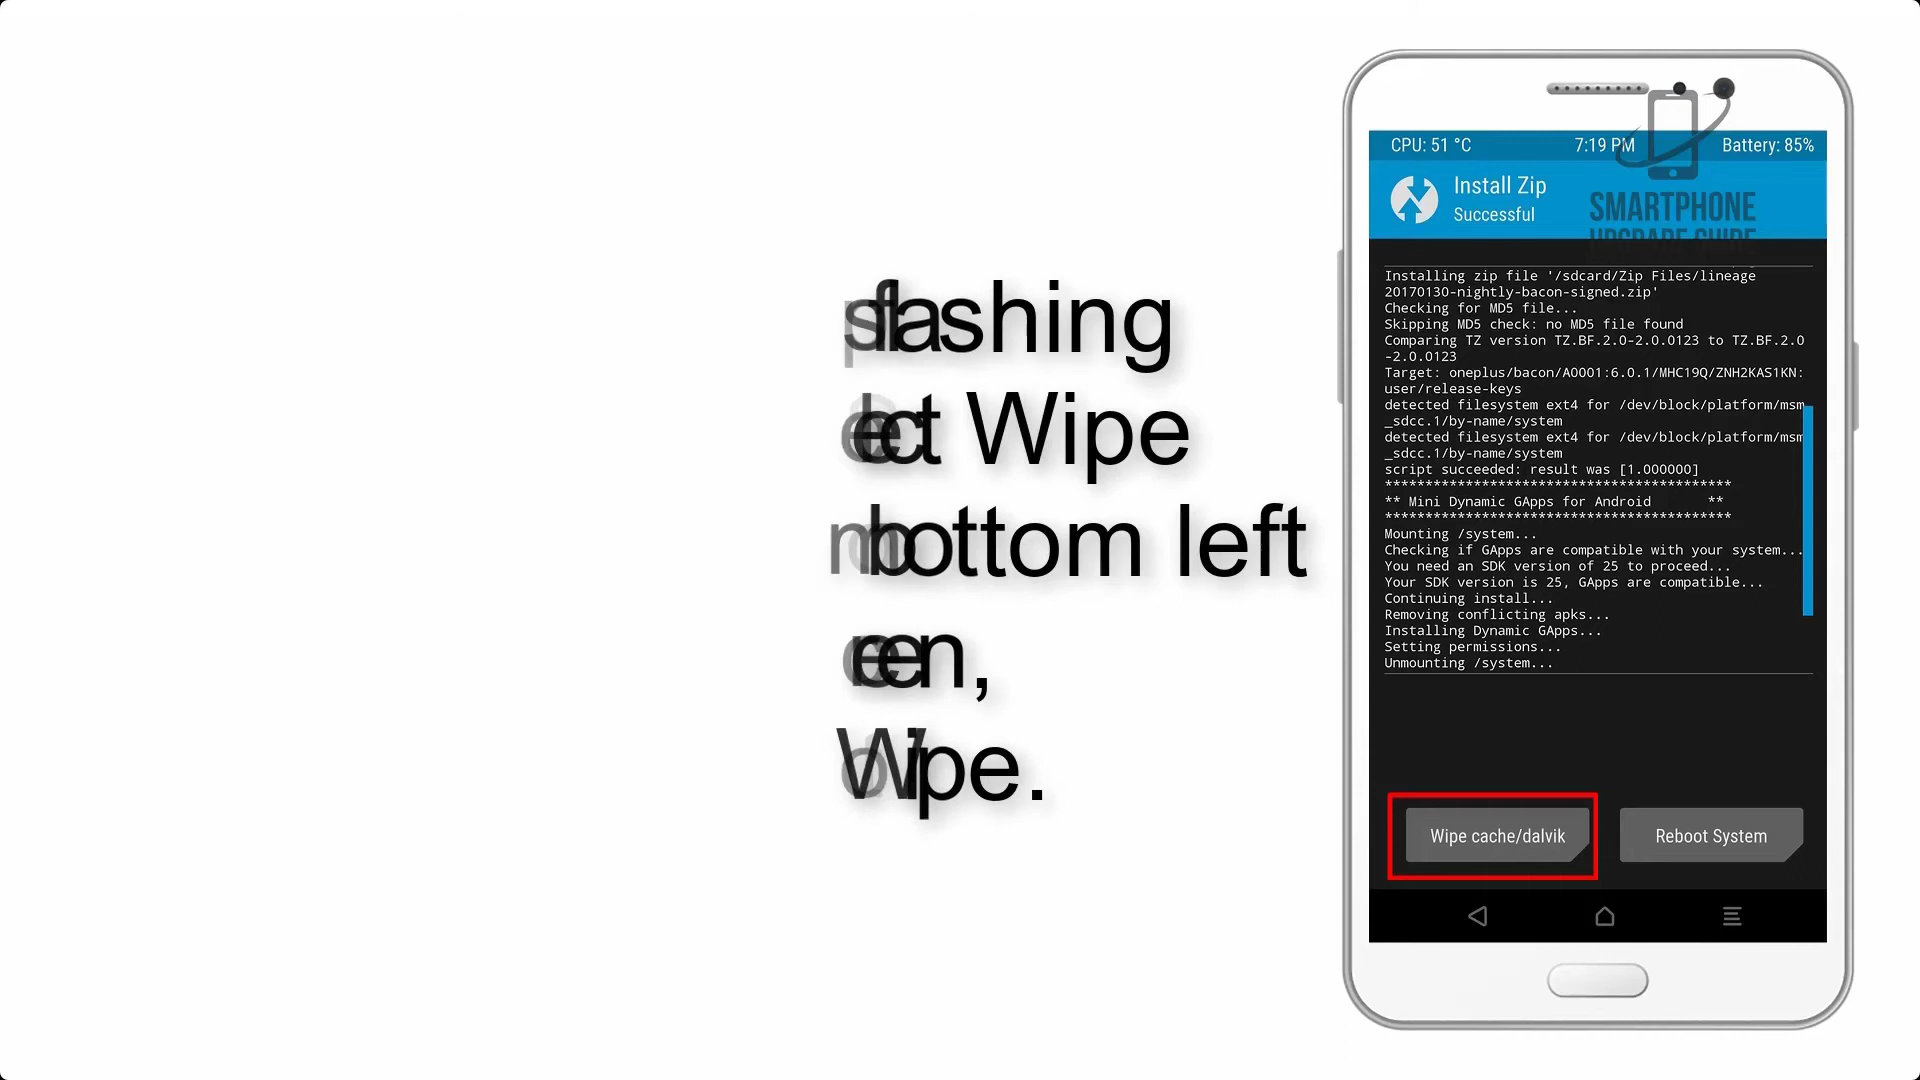 flashing
Wipe
bottom left
Wipe.
CPU: 51 °C 7:19 PM Battery: 85%
Install Zip
Successful
SMARTPHONE
UPGRADE GUIDE
Installing zip file '/sdcard/Zip Files/lineage
20170130-nightly-bacon-signed.zip'
Checking for MD5 file...
Skipping MD5 check: no MD5 file found
Comparing TZ version TZ.BF.2.0-2.0.0123 to TZ.BF.2.0
-2.0.0123
Target: oneplus/bacon/A0001:6.0.1/MHC19Q/ZNH2KAS1KN:
user/release-keys
detected filesystem ext4 for /dev/block/platform/msm
_sdcc.1/by-name/system
detected filesystem ext4 for /dev/block/platform/msm
_sdcc.1/by-name/system
script succeeded: result was [1.000000]
*******************************************
** Mini Dynamic GApps for Android **
*******************************************
Mounting /system...
Checking if GApps are compatible with your system...
You need an SDK version of 25 to proceed...
Your SDK version is 25, GApps are compatible...
Continuing install...
Removing conflicting apks...
Installing Dynamic GApps...
Setting permissions...
Unmounting /system...
Wipe cache/dalvik Reboot System